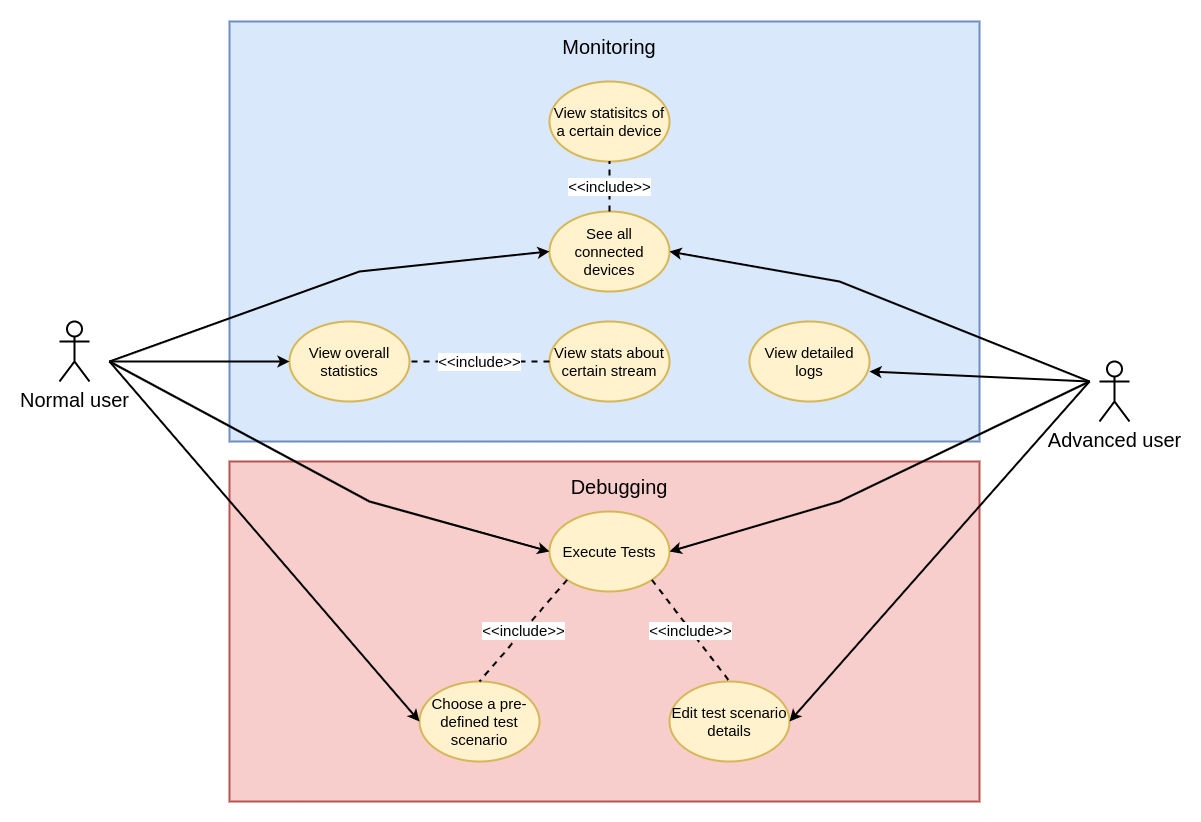 Monitoring
View statisitcs of
a certain device
<<include>>
See all
connected
devices
View overall
statistics
<<include>>
View stats about
certain stream
View detailed
logs
Normal user
Advanced user
Debugging
Execute Tests
<<include>>
<<include>>
Choose a pre-
defined test
scenario
Edit test scenario
details